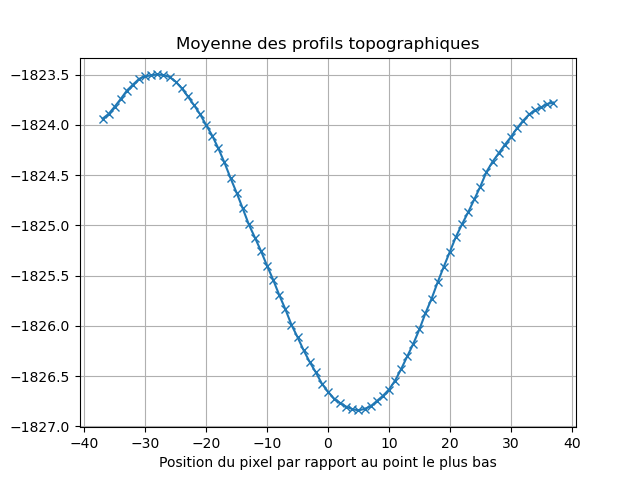 Moyenne des profils topographiques
−1823.5
−1824.0
−1824.5
−1825.0
−1825.5
−1826.0
−1826.5
−1827.0
−40 −30 −20 −10 0 10 20 30 40
Position du pixel par rapport au point le plus bas